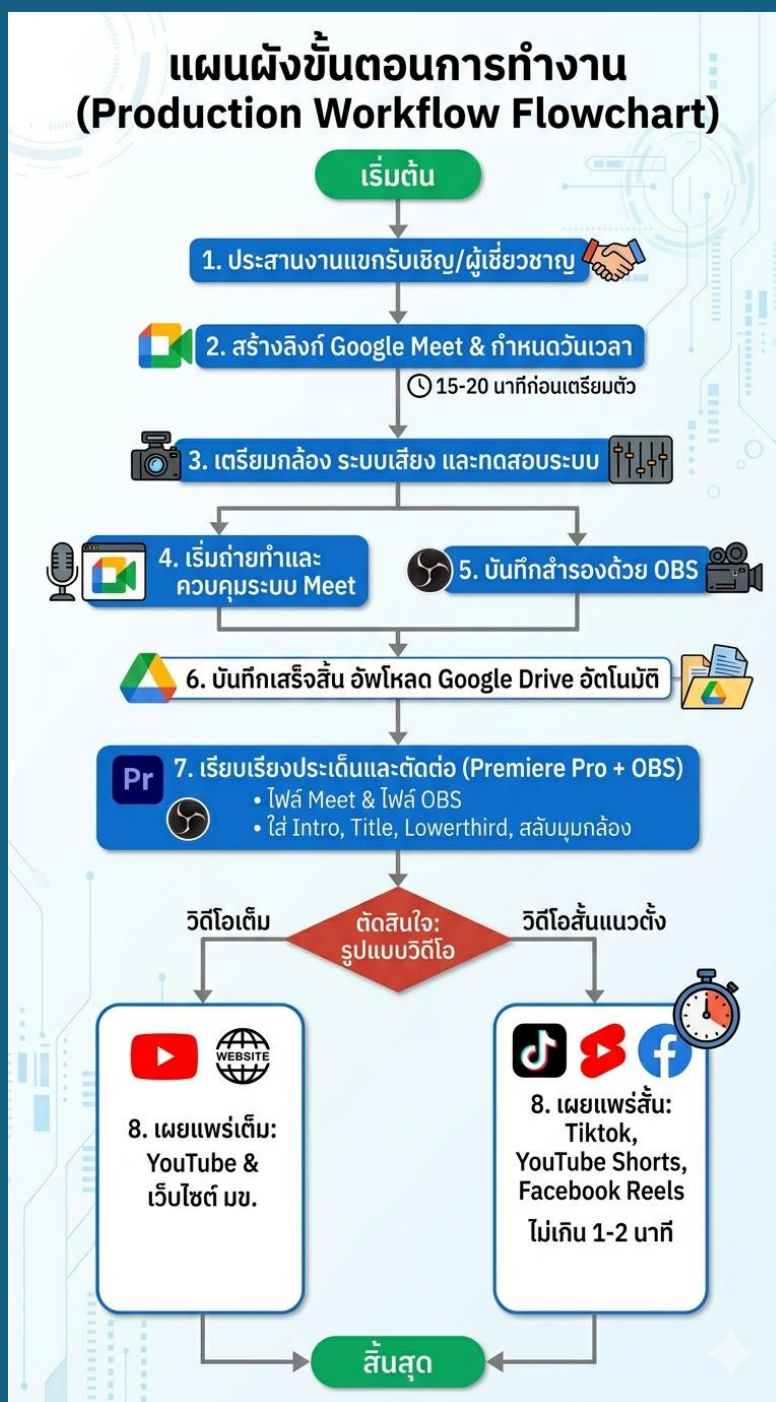 แผนผังขั้นตอนการทำงาน
(Production Workflow Flowchart)
เริ่มต้น
1. ประสานงานแขกรับเชิญ/ผู้เชี่ยวชาญ
2. สร้างลิงก์ Google Meet & กำหนดวันเวลา
15-20 นาทีก่อนเตรียมตัว
3. เตรียมกล้อง ระบบเสียง และทดสอบระบบ
4. เริ่มถ่ายทำและ
ควบคุมระบบ Meet
5. บันทึกสำรองด้วย OBS
6. บันทึกเสร็จสิ้น อัพโหลด Google Drive อัตโนมัติ
Pr
7. เรียบเรียงประเด็นและตัดต่อ (Premiere Pro + OBS)
• ไฟล์ Meet & ไฟล์ OBS
• ใส่ Intro, Title, Lowerthird, สลับมุมกล้อง
วิดีโอเต็ม
ตัดสินใจ:
รูปแบบวิดีโอ
วิดีโอสั้นแนวตั้ง
WEBSITE
8. เผยแพร่เต็ม:
YouTube &
เว็บไซต์ มข.
8. เผยแพร่สั้น:
Tiktok,
YouTube Shorts,
Facebook Reels
ไม่เกิน 1-2 นาที
สิ้นสุด